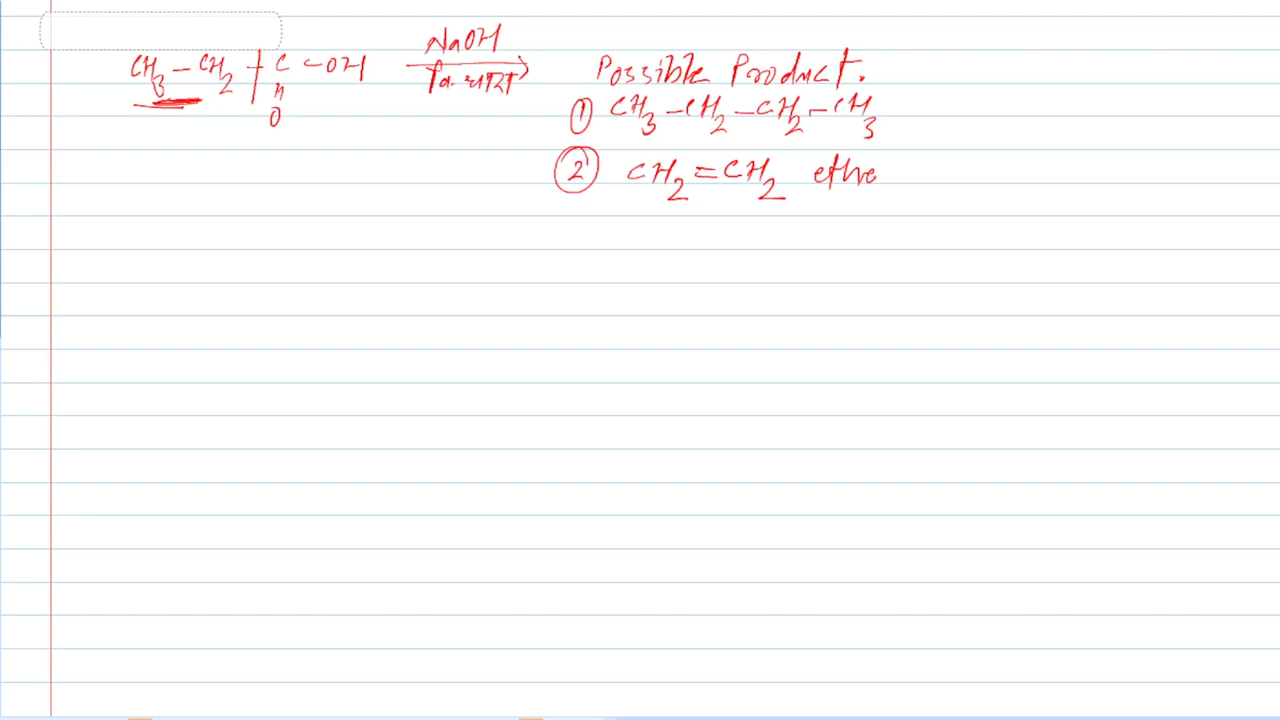 CH3 – CH2 + C – OH
||
O
NaOH
Possible Product.
① CH3 – CH2 – CH2 – CH3
② CH2 = CH2 ethe